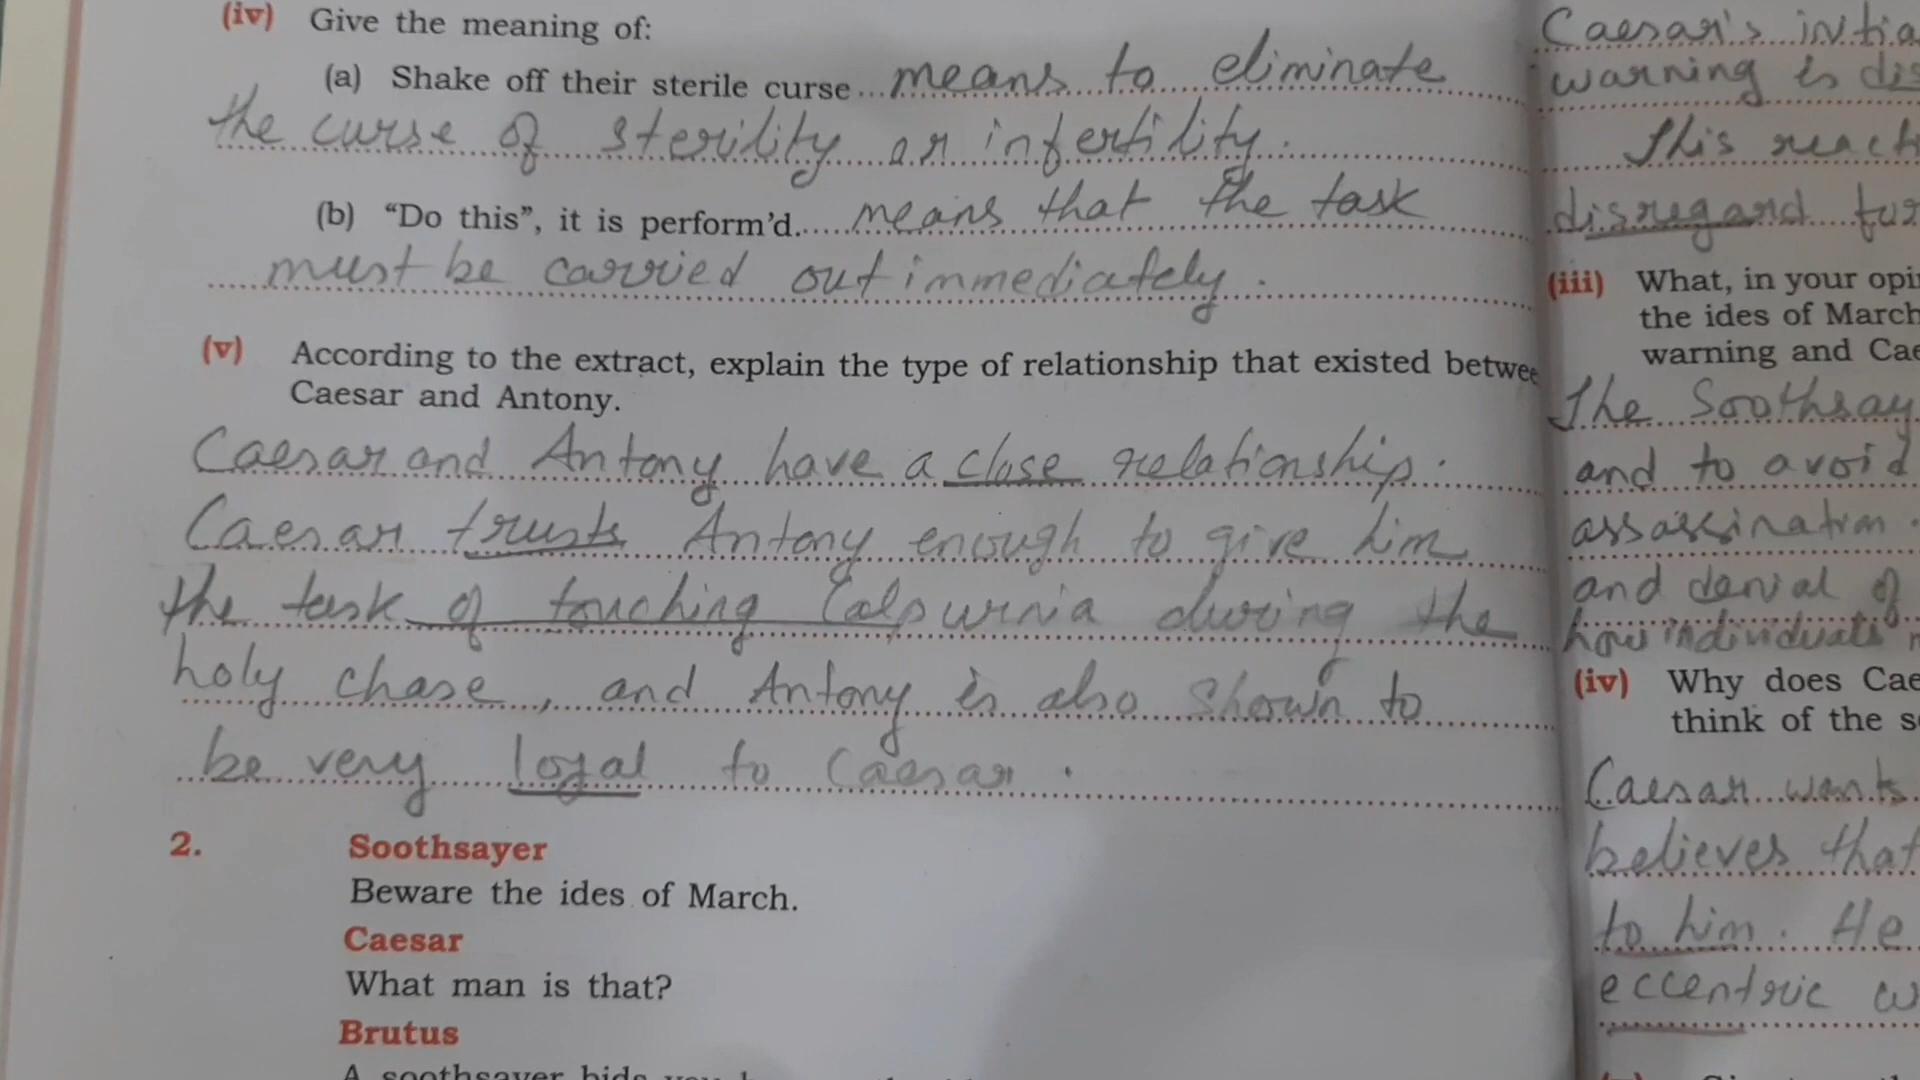 (iv) Give the meaning of:
(a) Shake off their sterile curse...means to eliminate
the curse of sterility or infertility.
(b) "Do this", it is perform'd.....means that the task
must be carried out immediately.
(v) According to the extract, explain the type of relationship that existed betwee
Caesar and Antony.
Caesar and Antony have a close relationship.
Caesar trusts Antony enough to give him
the task of touching Calpurnia during the
holy chase, and Antony is also shown to
be very loyal to Caesar.
2. Soothsayer
Beware the ides of March.
Caesar
What man is that?
Brutus
A soothsayer bids you
Caesar's
warning is dis
This react
disregard for
(iii) What, in your opi
the ides of March
warning and Cae
The Soothsay
and to avoid
assassination.
and denial of
how individuals
(iv) Why does Cae
think of the s
Caesar wants
believes that
to him. He
eccentric w